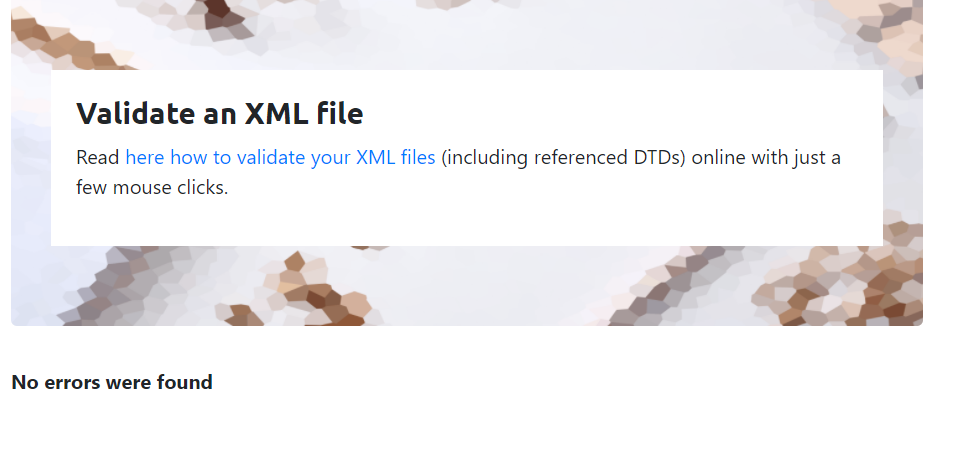 Validate an XML file
Read here how to validate your XML files (including referenced DTDs) online with just a
few mouse clicks.
No errors were found